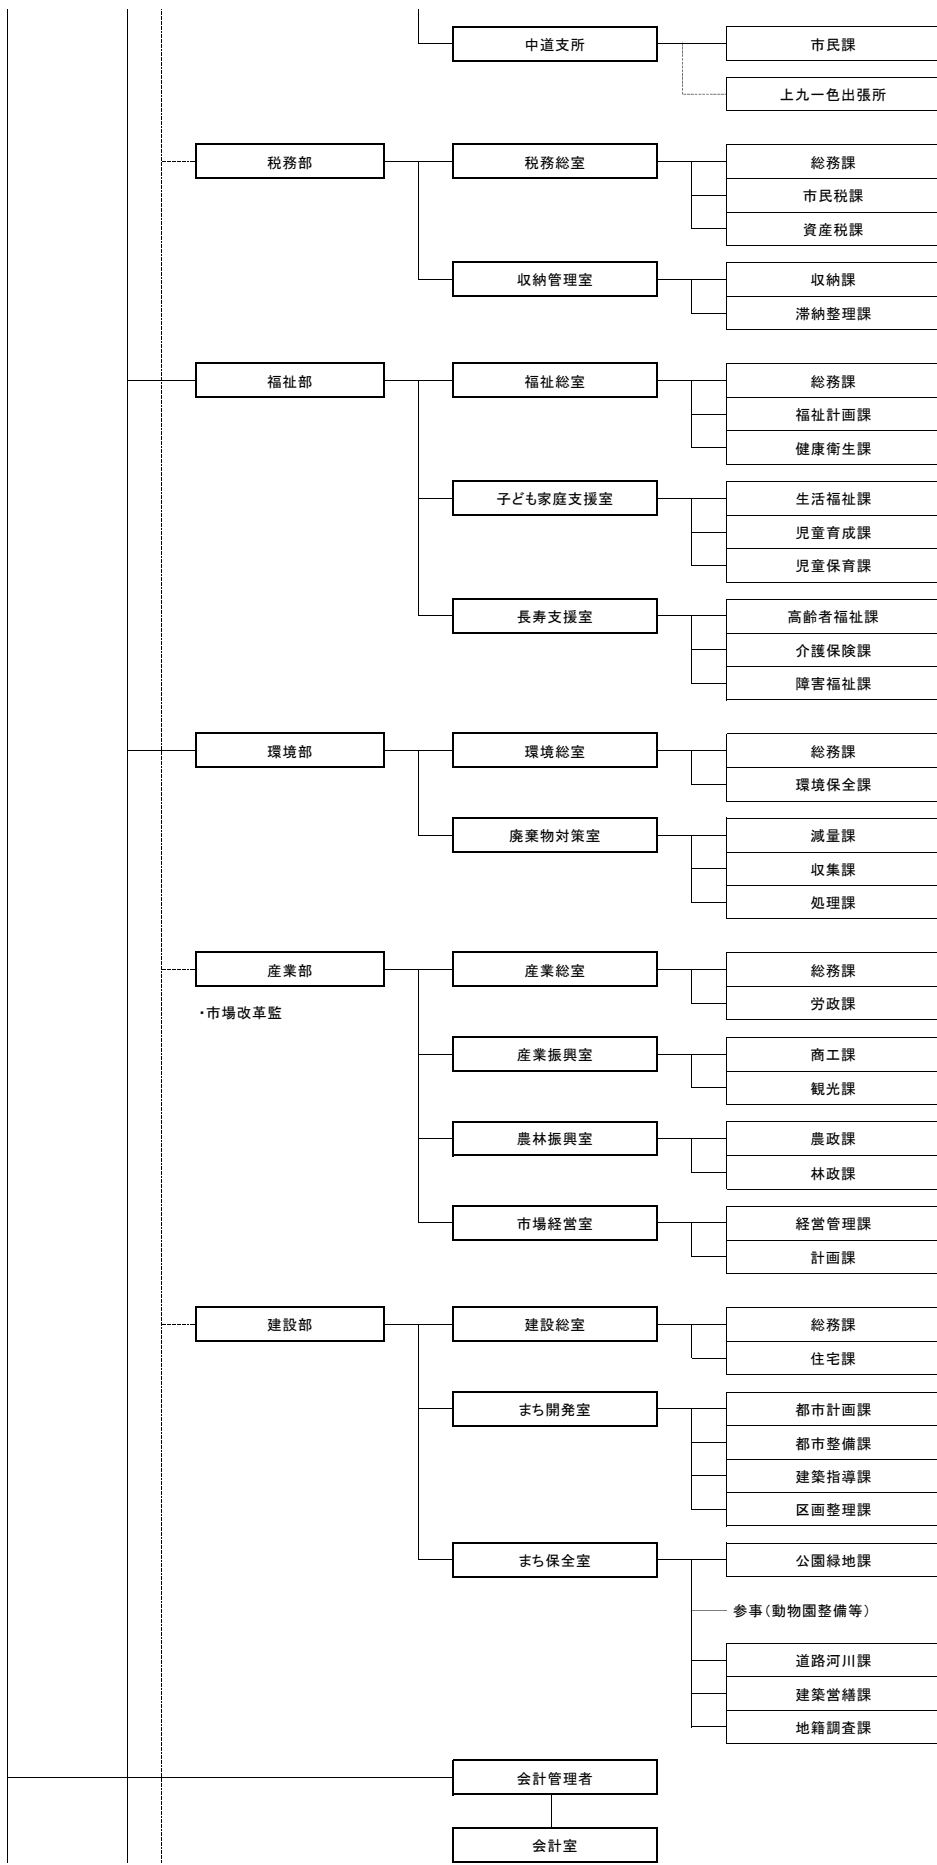 中道支所
市民課
上九一色出張所
税務部
税務総室
総務課
市民税課
資産税課
収納管理室
収納課
滞納整理課
福祉部
福祉総室
総務課
福祉計画課
健康衛生課
子ども家庭支援室
生活福祉課
児童育成課
児童保育課
長寿支援室
高齢者福祉課
介護保険課
障害福祉課
環境部
環境総室
総務課
環境保全課
廃棄物対策室
減量課
収集課
処理課
産業部
・市場改革監
産業総室
総務課
労政課
産業振興室
商工課
観光課
農林振興室
農政課
林政課
市場経営室
経営管理課
計画課
建設部
建設総室
総務課
住宅課
まち開発室
都市計画課
都市整備課
建築指導課
区画整理課
まち保全室
公園緑地課
参事（動物園整備等）
道路河川課
建築営繕課
地籍調査課
会計管理者
会計室